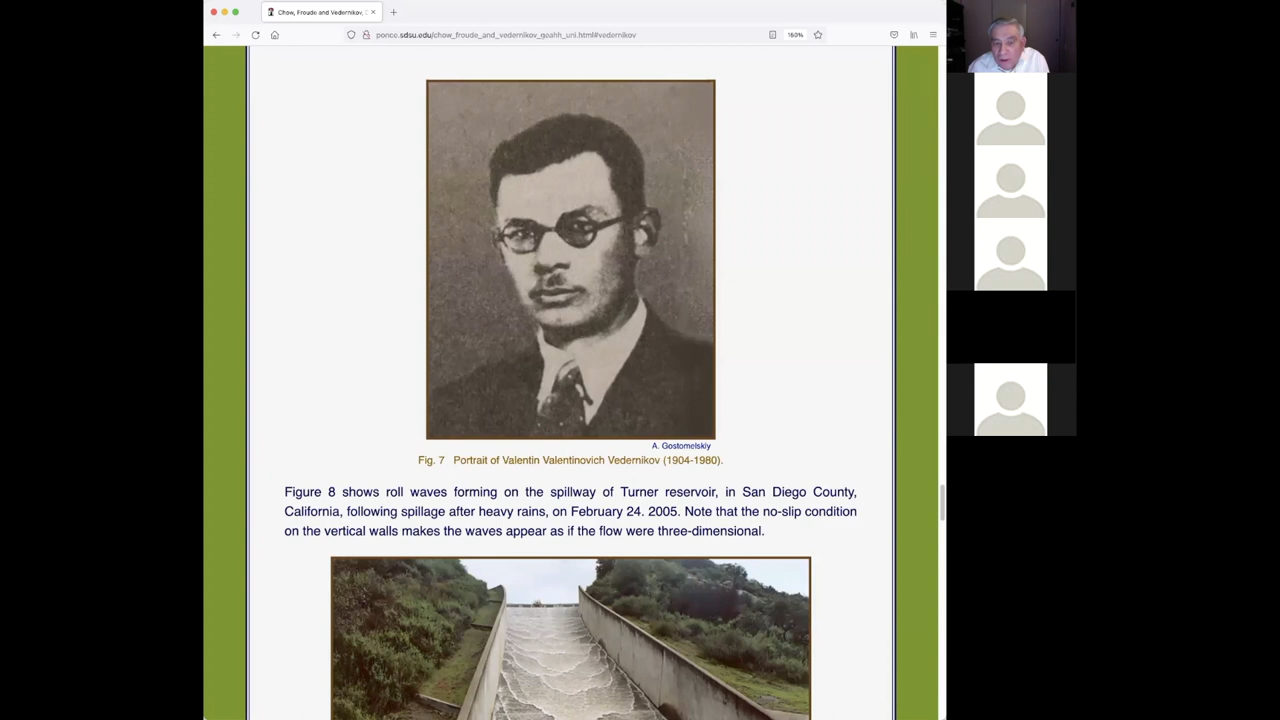 Chow, Froude and Vedernikov, 
ponce.sdsu.edu/chow_froude_and_vedernikov_geahh_uni.html#vedernikov
160%
A. Gostomelskiy
Fig. 7 Portrait of Valentin Valentinovich Vedernikov (1904-1980).
Figure 8 shows roll waves forming on the spillway of Turner reservoir, in San Diego County,
California, following spillage after heavy rains, on February 24. 2005. Note that the no-slip condition
on the vertical walls makes the waves appear as if the flow were three-dimensional.